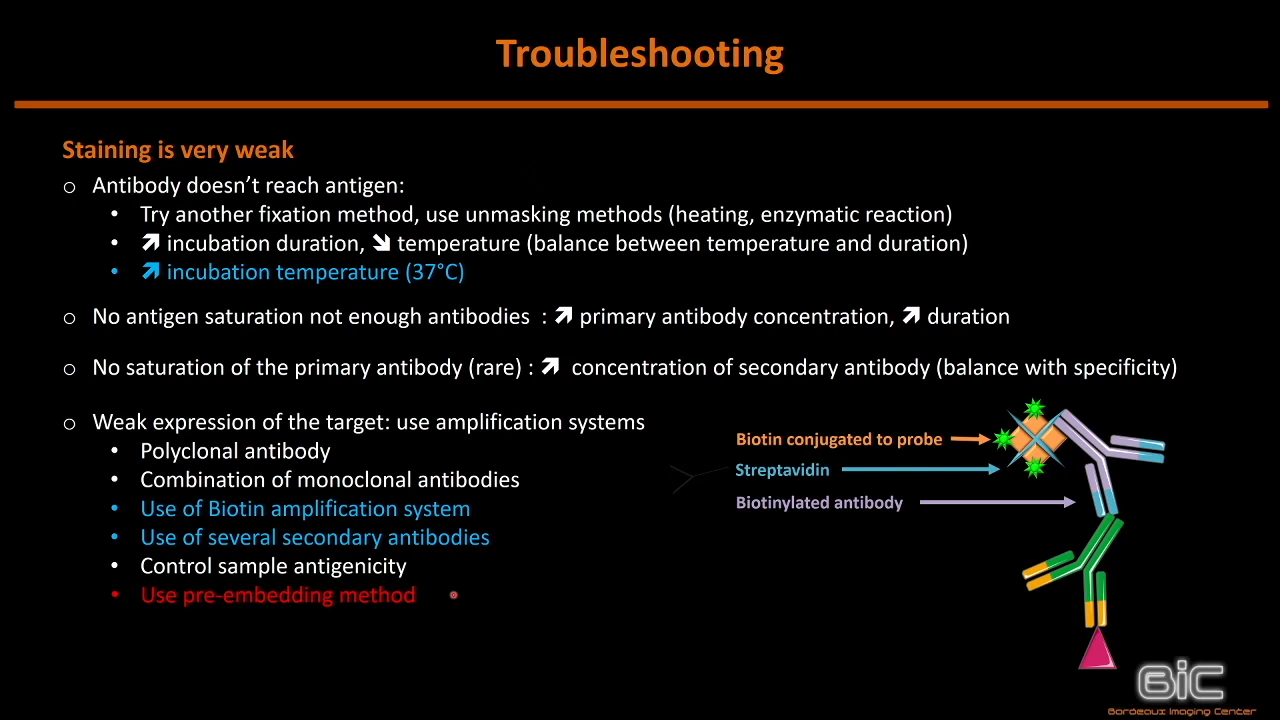 Troubleshooting
Staining is very weak
o Antibody doesn’t reach antigen:
• Try another fixation method, use unmasking methods (heating, enzymatic reaction)
• ↗ incubation duration, ↘ temperature (balance between temperature and duration)
• ↗ incubation temperature (37°C)
o No antigen saturation not enough antibodies : ↗ primary antibody concentration, ↗ duration
o No saturation of the primary antibody (rare) : ↗ concentration of secondary antibody (balance with specificity)
o Weak expression of the target: use amplification systems
• Polyclonal antibody
• Combination of monoclonal antibodies
• Use of Biotin amplification system
• Use of several secondary antibodies
• Control sample antigenicity
• Use pre-embedding method
Biotin conjugated to probe
Streptavidin
Biotinylated antibody
BiC
Bordeaux Imaging Center